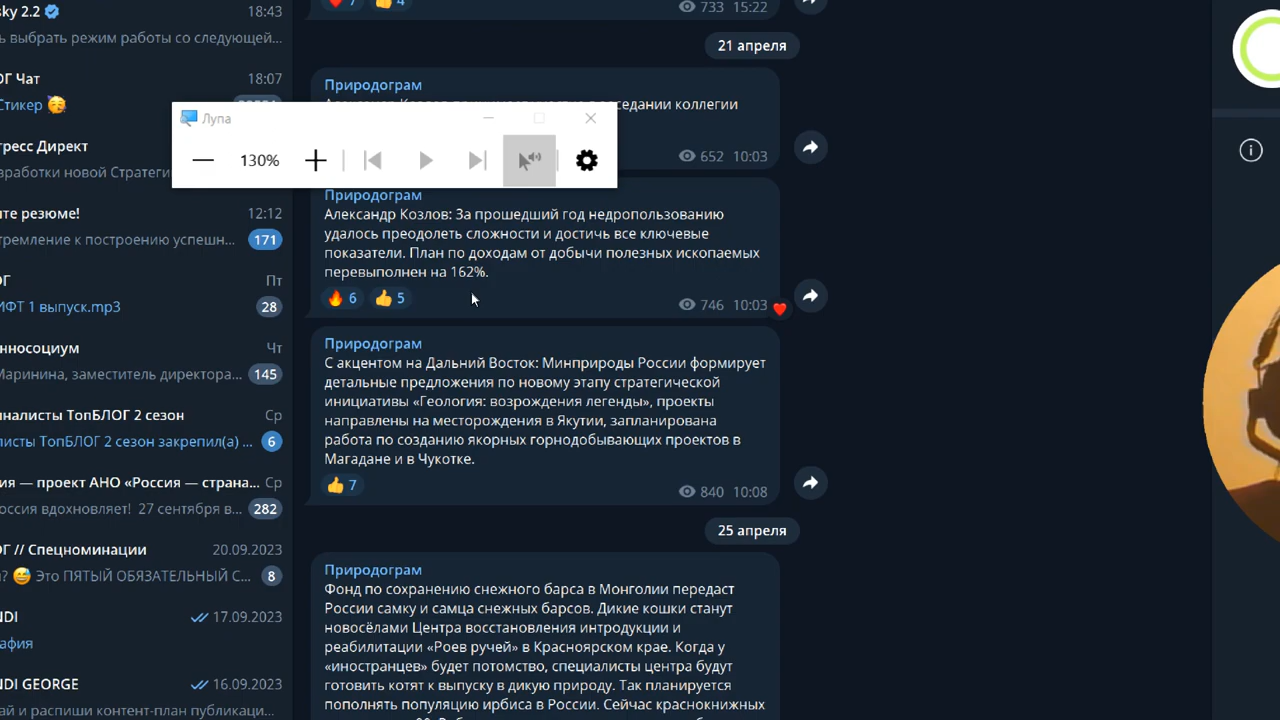 sky 2.2 18:43
ь выбрать режим работы со следующей...
ОГ Чат 18:07
Стикер
гресс Директ
азработки новой Стратеги
те резюме! 12:12
тремление к построению успешн... 171
ОГ Пт
ИФТ 1 выпуск.mp3 28
нносоциум Чт
Маринина, заместитель директора... 145
налисты ТопБЛОГ 2 сезон Ср
листы ТопБЛОГ 2 сезон закрепил(а) ... 6
ия — проект АНО «Россия — страна... Ср
оссия вдохновляет! 27 сентября в... 282
ОГ // Спецноминации 20.09.2023
и? Это ПЯТЫЙ ОБЯЗАТЕЛЬНЫЙ С... 8
NDI 17.09.2023
афия
NDI GEORGE 16.09.2023
ай и распиши контент-план публикаци...
7 4 733 15:22
21 апреля
Природограм
седании коллегии
652 10:03
Лупа
130%
Природограм
Александр Козлов: За прошедший год недропользованию
удалось преодолеть сложности и достичь все ключевые
показатели. План по доходам от добычи полезных ископаемых
перевыполнен на 162%.
6 5 746 10:03
Природограм
С акцентом на Дальний Восток: Минприроды России формирует
детальные предложения по новому этапу стратегической
инициативы «Геология: возрождения легенды», проекты
направлены на месторождения в Якутии, запланирована
работа по созданию якорных горнодобывающих проектов в
Магадане и в Чукотке.
7 840 10:08
25 апреля
Природограм
Фонд по сохранению снежного барса в Монголии передаст
России самку и самца снежных барсов. Дикие кошки станут
новосёлами Центра восстановления интродукции и
реабилитации «Роев ручей» в Красноярском крае. Когда у
«иностранцев» будет потомство, специалисты центра будут
готовить котят к выпуску в дикую природу. Так планируется
пополнять популяцию ирбиса в России. Сейчас краснокнижных